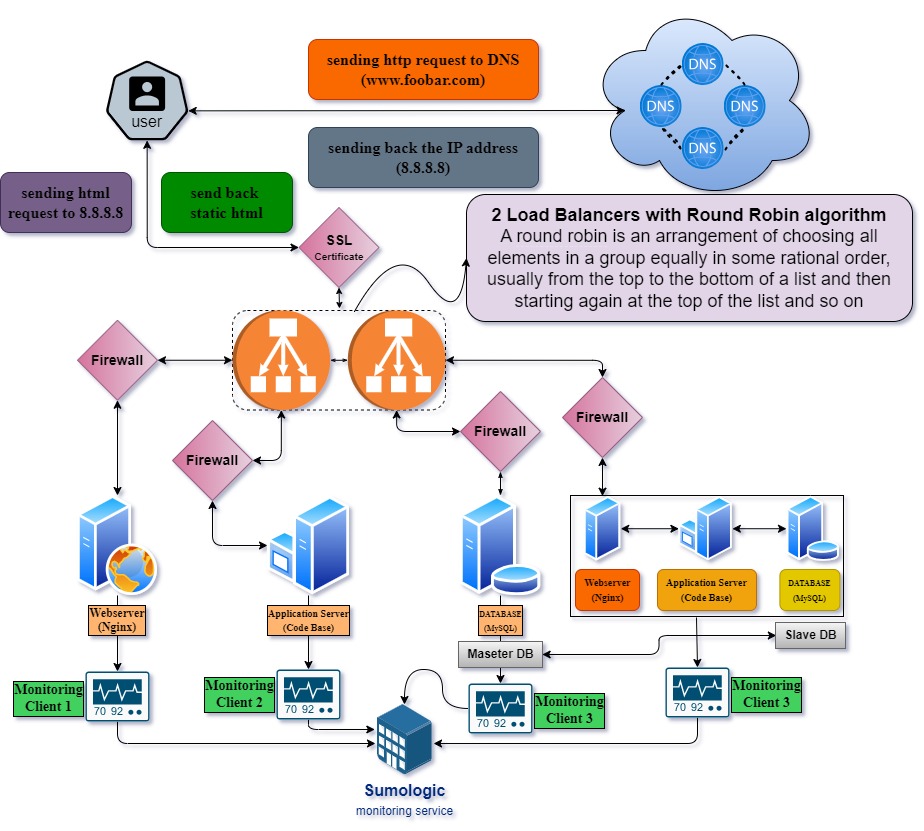 sending http request to DNS
(www.foobar.com)
DNS
DNS
DNS
DNS
user
sending back the IP address
(8.8.8.8)
sending html
request to 8.8.8.8
send back
static html
2 Load Balancers with Round Robin algorithm
A round robin is an arrangement of choosing all
elements in a group equally in some rational order,
usually from the top to the bottom of a list and then
starting again at the top of the list and so on
SSL
Certificate
Firewall
Firewall
Firewall
Firewall
Webserver
(Nginx)
Application Server
(Code Base)
DATABASE
(MySQL)
Webserver
(Nginx)
Application Server
(Code Base)
DATABASE
(MySQL)
Maseter DB
Slave DB
Monitoring
Client 1
70 92
Monitoring
Client 2
70 92
70 92
Monitoring
Client 3
70 92
Monitoring
Client 3
Sumologic
monitoring service